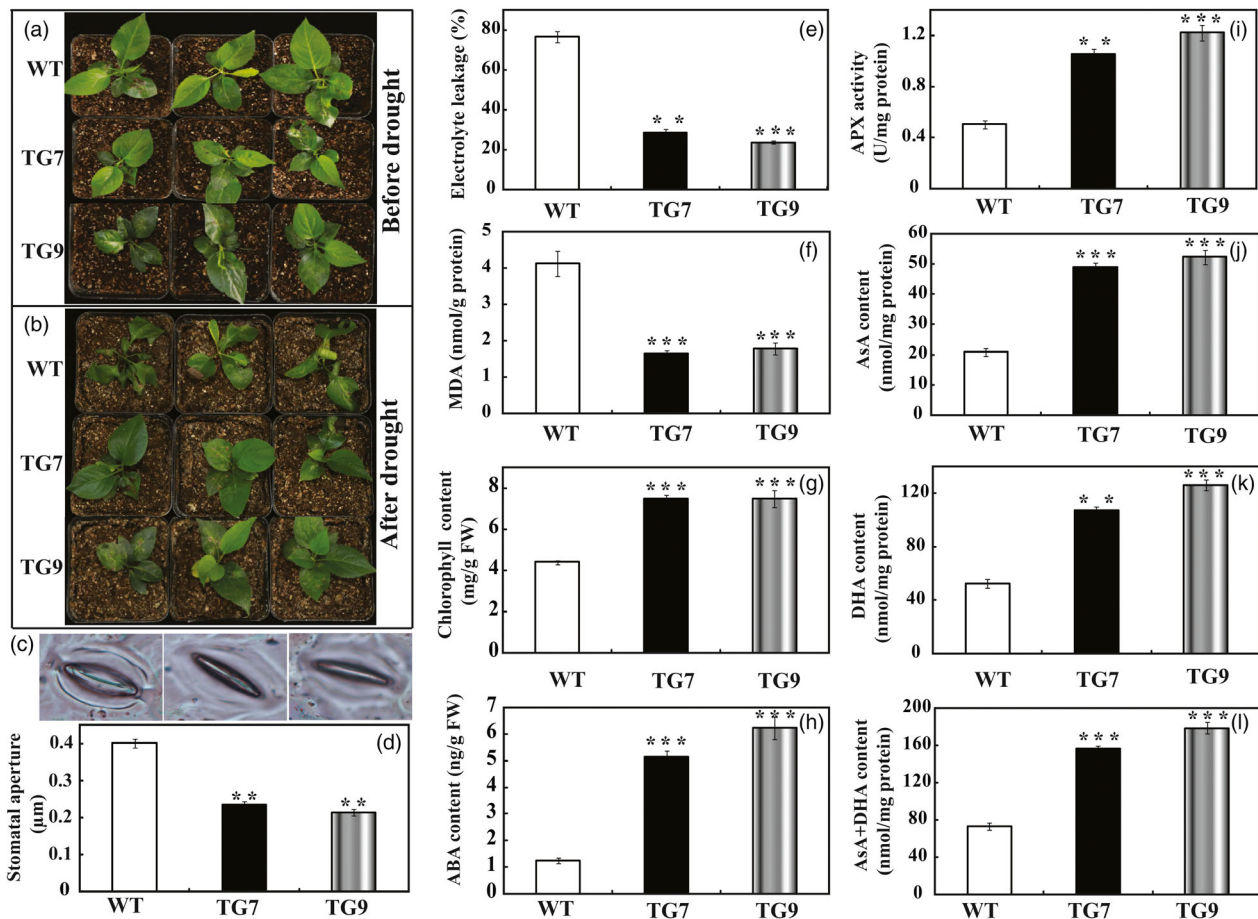 (a)
WT
TG7
TG9
Before drought
(b)
WT
TG7
TG9
After drought
(c)
(d)
Stomatal aperture
(μm)
0.4
0.3
0.2
0.1
0
**
**
WT
TG7
TG9
(e)
Electrolyte leakage (%)
80
60
40
20
0
**
***
WT
TG7
TG9
(f)
MDA (nmol/g protein)
5
4
3
2
1
0
***
***
WT
TG7
TG9
(g)
Chlorophyll content
(mg/g FW)
8
6
4
2
0
***
***
WT
TG7
TG9
(h)
ABA content (ng/g FW)
7
6
5
4
3
2
1
0
***
***
WT
TG7
TG9
(i)
APX activity
(U/mg protein)
1.2
0.8
0.4
0
**
***
WT
TG7
TG9
(j)
AsA content
(nmol/mg protein)
60
50
40
30
20
10
0
***
***
WT
TG7
TG9
(k)
DHA content
(nmol/mg protein)
120
80
40
0
**
***
WT
TG7
TG9
(l)
AsA+DHA content
(nmol/mg protein)
200
160
120
80
40
0
***
***
WT
TG7
TG9